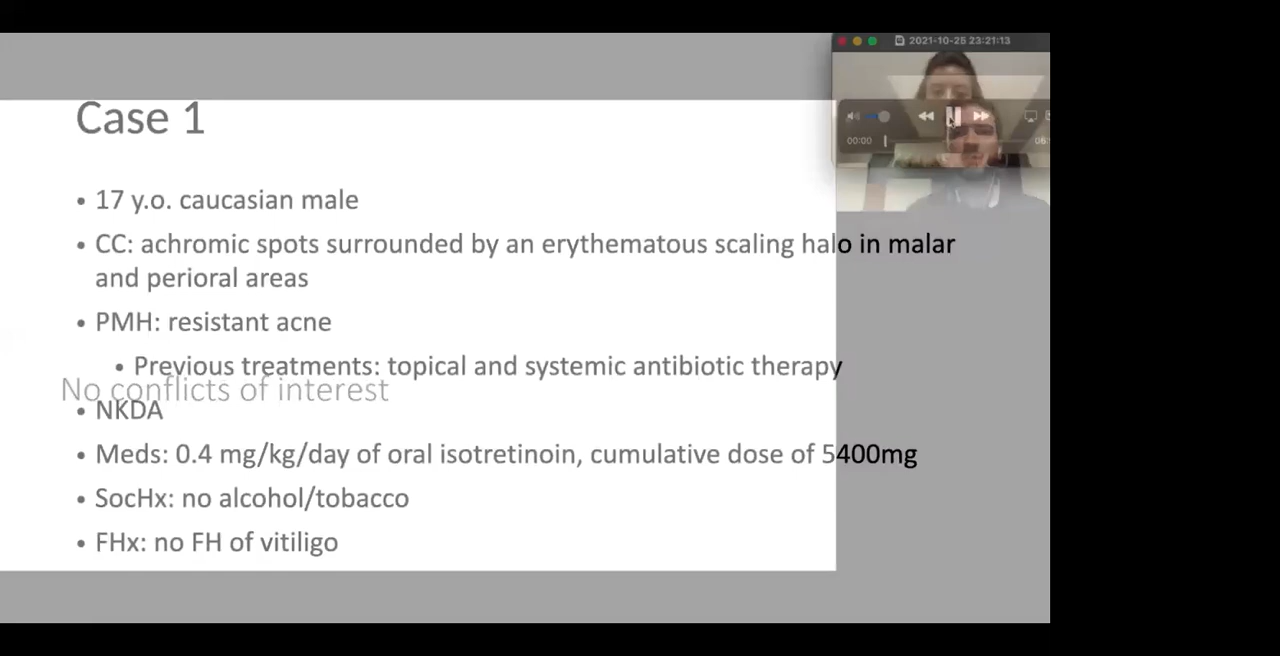 2021-10-25 23:21:13
00:00
06:
Case 1
• 17 y.o. caucasian male
• CC: achromic spots surrounded by an erythematous scaling halo in malar
and perioral areas
• PMH: resistant acne
• Previous treatments: topical and systemic antibiotic therapy
No conflicts of interest
• NKDA
• Meds: 0.4 mg/kg/day of oral isotretinoin, cumulative dose of 5400mg
• SocHx: no alcohol/tobacco
• FHx: no FH of vitiligo